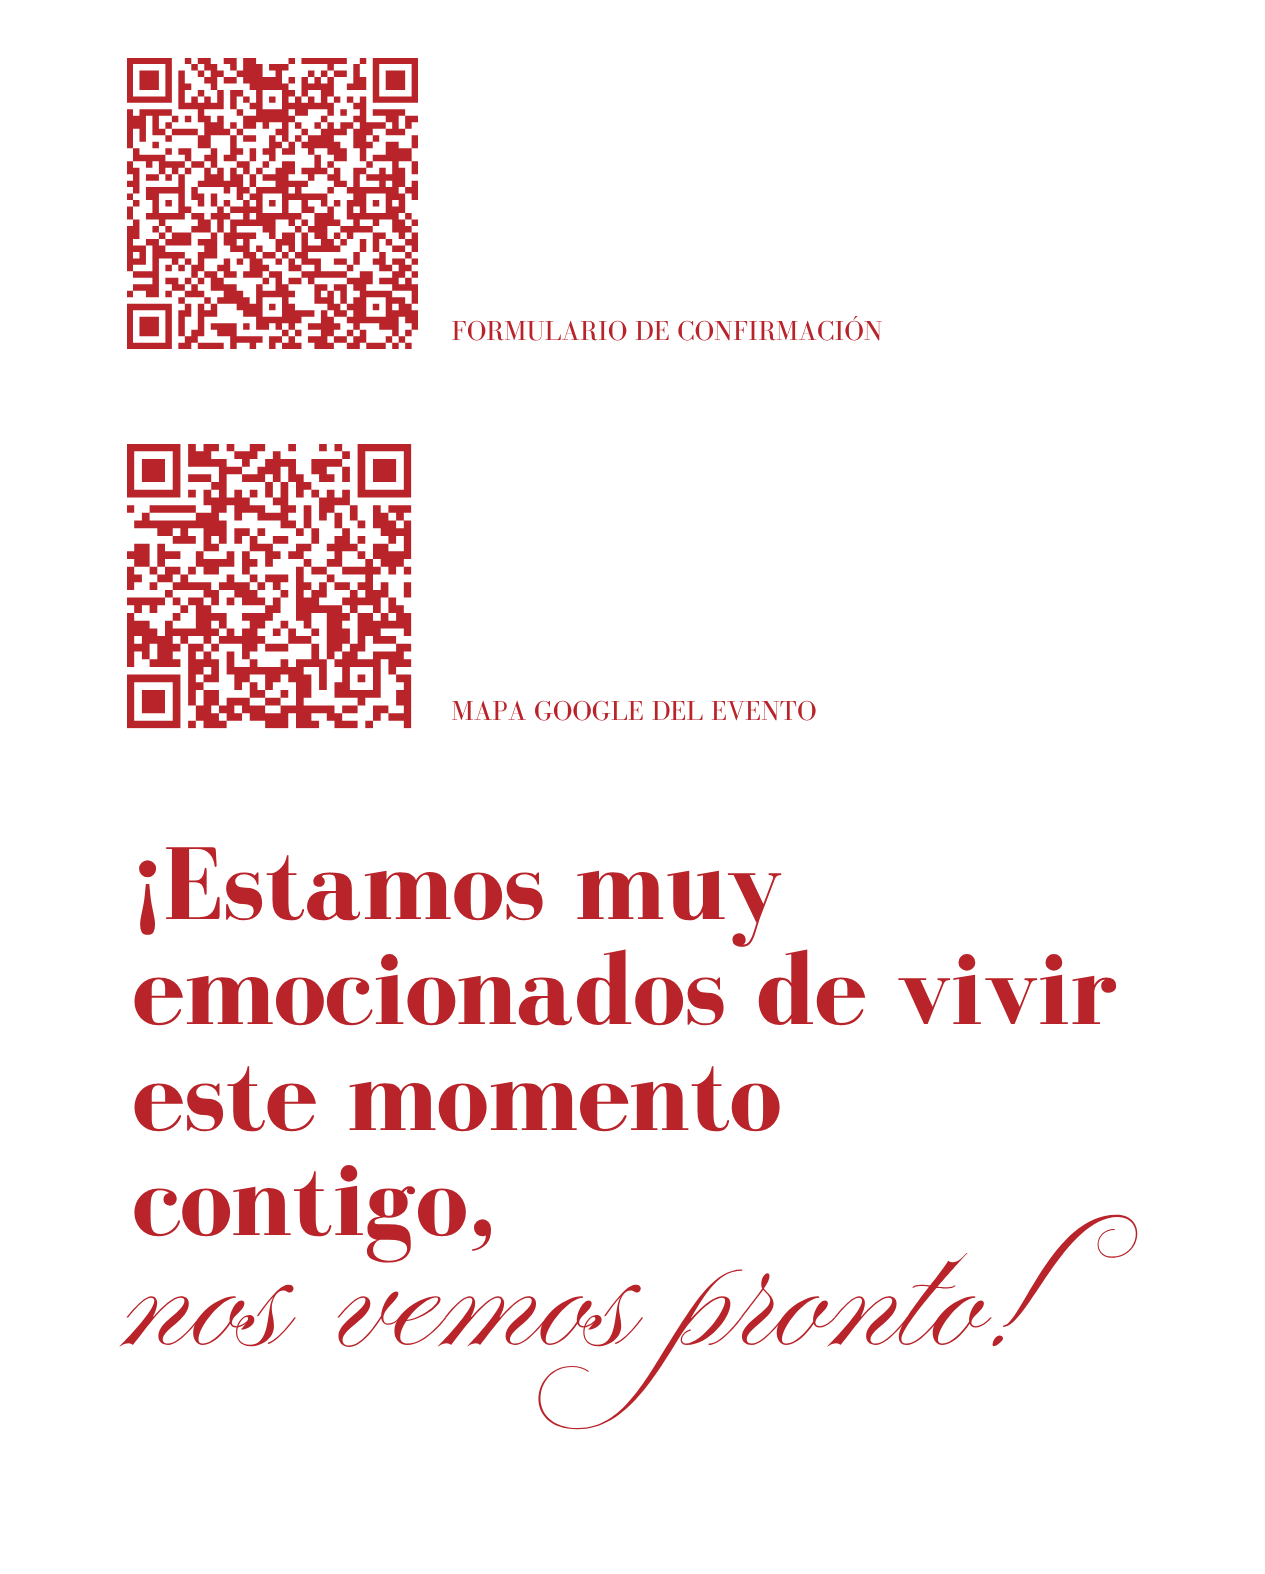 FORMULARIO DE CONFIRMACIÓN
MAPA GOOGLE DEL EVENTO
¡Estamos muy
emocionados de vivir
este momento
contigo,
nos vemos pronto!